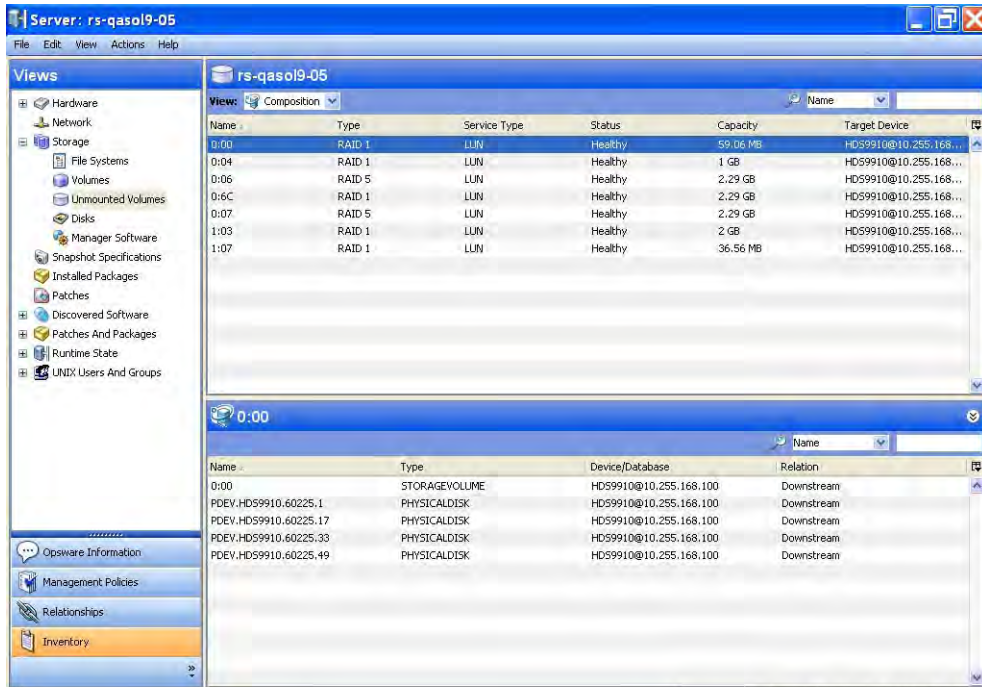 Server: rs-qasol9-05
File Edit View Actions Help
Views
Hardware
Network
Storage
File Systems
Volumes
Unmounted Volumes
Disks
Manager Software
Snapshot Specifications
Installed Packages
Patches
Discovered Software
Patches And Packages
Runtime State
UNIX Users And Groups
Opsware Information
Management Policies
Relationships
Inventory
rs-qasol9-05
View: Composition Name
Name Type Service Type Status Capacity Target Device
0:00 RAID 1 LUN Healthy 59.06 MB HDS9910@10.255.168...
0:04 RAID 1 LUN Healthy 1 GB HDS9910@10.255.168...
0:06 RAID 5 LUN Healthy 2.29 GB HDS9910@10.255.168...
0:6C RAID 1 LUN Healthy 2.29 GB HDS9910@10.255.168...
0:07 RAID 5 LUN Healthy 2.29 GB HDS9910@10.255.168...
1:03 RAID 1 LUN Healthy 2 GB HDS9910@10.255.168...
1:07 RAID 1 LUN Healthy 36.56 MB HDS9910@10.255.168...
0:00
Name
Name Type Device/Database Relation
0:00 STORAGEVOLUME HDS9910@10.255.168.100 Downstream
PDEV.HDS9910.60225.1 PHYSICALDISK HDS9910@10.255.168.100 Downstream
PDEV.HDS9910.60225.17 PHYSICALDISK HDS9910@10.255.168.100 Downstream
PDEV.HDS9910.60225.33 PHYSICALDISK HDS9910@10.255.168.100 Downstream
PDEV.HDS9910.60225.49 PHYSICALDISK HDS9910@10.255.168.100 Downstream